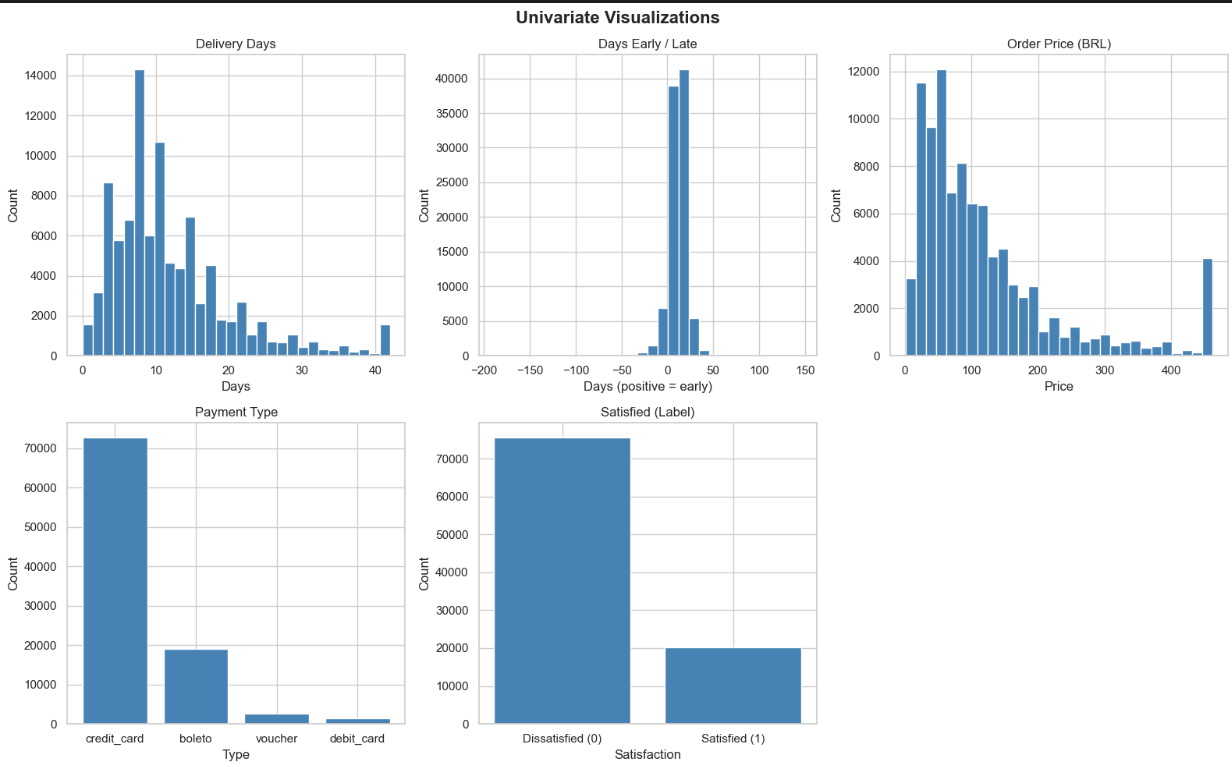 Univariate Visualizations
Delivery Days
Count
14000
12000
10000
8000
6000
4000
2000
0
0 10 20 30 40
Days
Days Early / Late
Count
40000
35000
30000
25000
20000
15000
10000
5000
0
−200 −150 −100 −50 0 50 100 150
Days (positive = early)
Order Price (BRL)
Count
12000
10000
8000
6000
4000
2000
0
0 100 200 300 400
Price
Payment Type
Count
70000
60000
50000
40000
30000
20000
10000
0
credit_card boleto voucher debit_card
Type
Satisfied (Label)
Count
70000
60000
50000
40000
30000
20000
10000
0
Dissatisfied (0) Satisfied (1)
Satisfaction